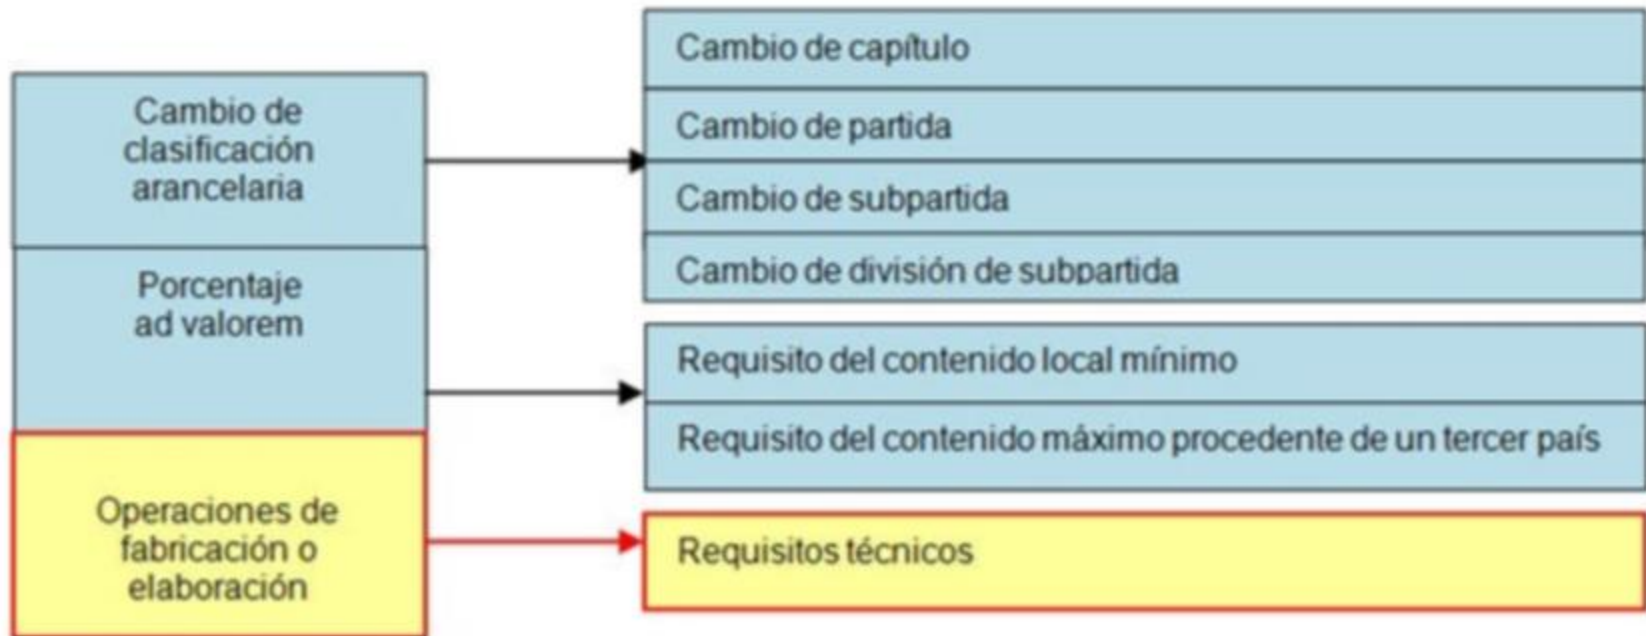 Cambio de
clasificación
arancelaria
Cambio de capítulo
Cambio de partida
Cambio de subpartida
Cambio de división de subpartida
Porcentaje
ad valorem
Requisito del contenido local mínimo
Requisito del contenido máximo procedente de un tercer país
Operaciones de
fabricación o
elaboración
Requisitos técnicos